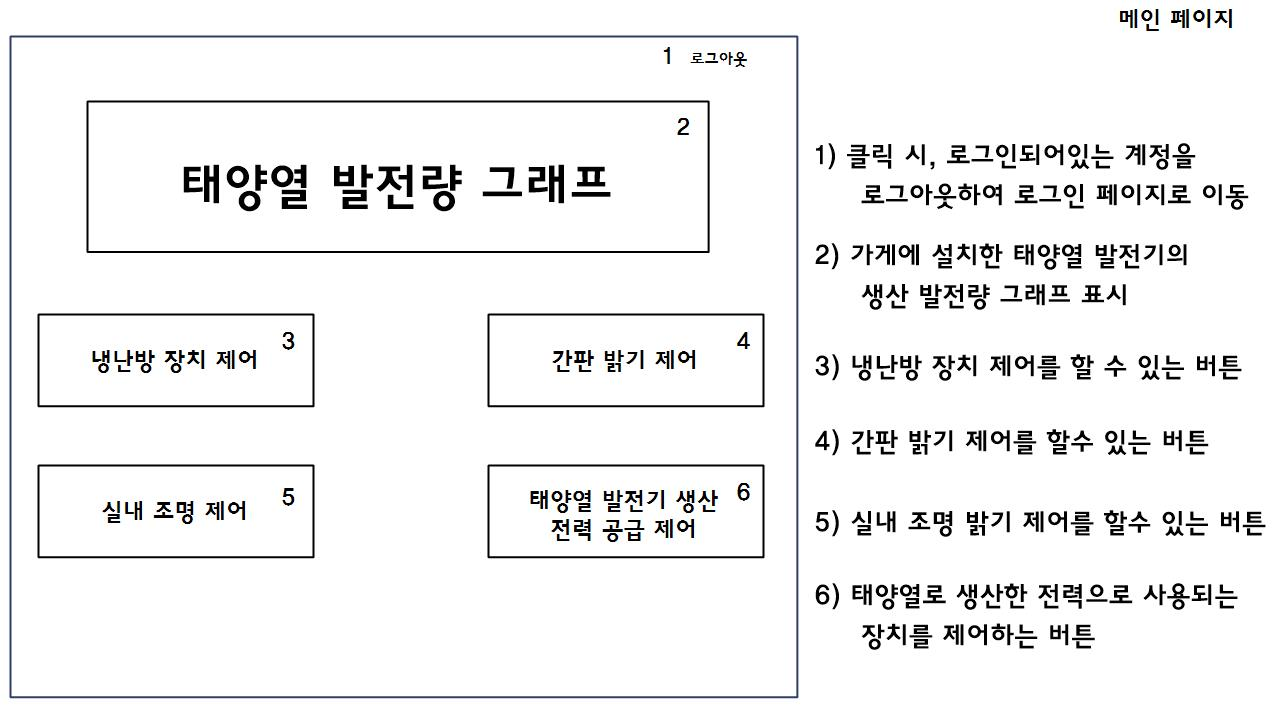 메인 페이지
1 로그아웃
2
태양열 발전량 그래프
3
냉난방 장치 제어
4
간판 밝기 제어
5
실내 조명 제어
6
태양열 발전기 생산
전력 공급 제어
1) 클릭 시, 로그인되어있는 계정을
로그아웃하여 로그인 페이지로 이동
2) 가게에 설치한 태양열 발전기의
생산 발전량 그래프 표시
3) 냉난방 장치 제어를 할 수 있는 버튼
4) 간판 밝기 제어를 할수 있는 버튼
5) 실내 조명 밝기 제어를 할수 있는 버튼
6) 태양열로 생산한 전력으로 사용되는
장치를 제어하는 버튼